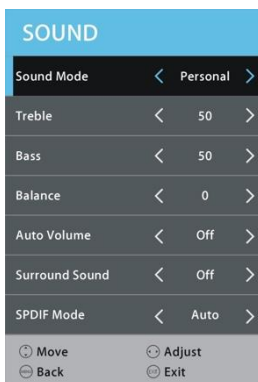 SOUND
Sound Mode < Personal >
Treble < 50 >
Bass < 50 >
Balance < 0 >
Auto Volume < Off >
Surround Sound < Off >
SPDIF Mode < Auto >
Move Adjust
Back Exit